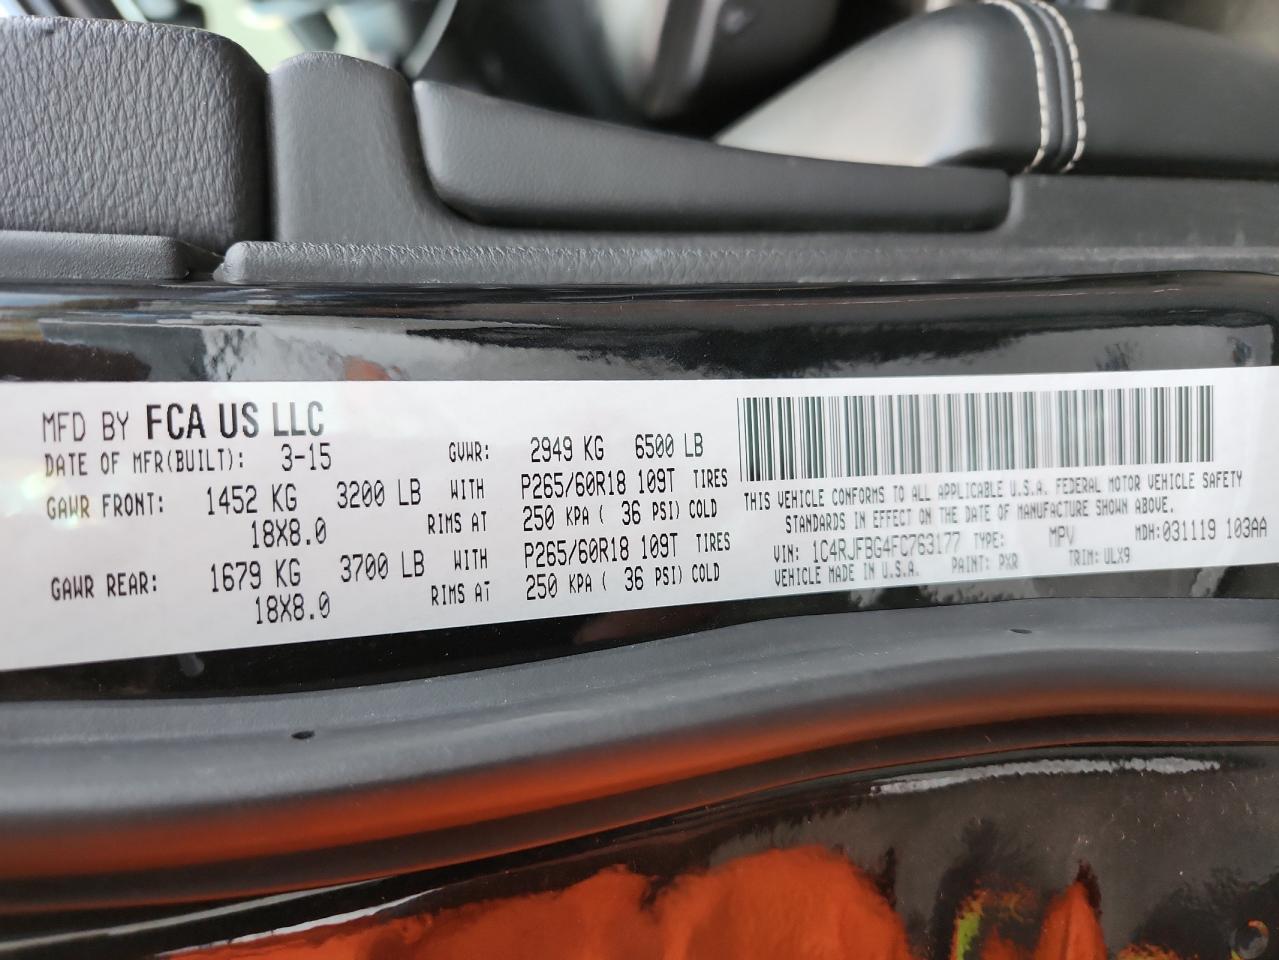 MFD BY FCA US LLC
DATE OF MFR(BUILT): 3-15 GVWR: 2949 KG 6500 LB
GAWR FRONT: 1452 KG 3200 LB WITH P265/60R18 109T TIRES
18X8.0 RIMS AT 250 KPA ( 36 PSI) COLD
GAWR REAR: 1679 KG 3700 LB WITH P265/60R18 109T TIRES
18X8.0 RIMS AT 250 KPA ( 36 PSI) COLD
THIS VEHICLE CONFORMS TO ALL APPLICABLE U.S.A. FEDERAL MOTOR VEHICLE SAFETY
STANDARDS IN EFFECT ON THE DATE OF MANUFACTURE SHOWN ABOVE.
VIN: 1C4RJFBG4FC763177 TYPE: MPV MDH:031119 103AA
VEHICLE MADE IN U.S.A. PAINT: PXR TRIM: ULX9